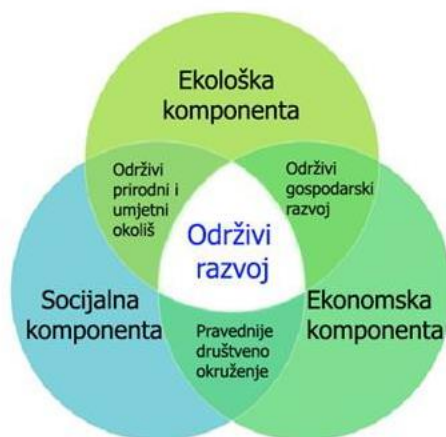 Ekološka
komponenta
Održivi
prirodni i
umjetni
okoliš
Održivi
gospodarski
razvoj
Održivi
razvoj
Socijalna
komponenta
Ekonomska
komponenta
Pravednije
društveno
okruženje